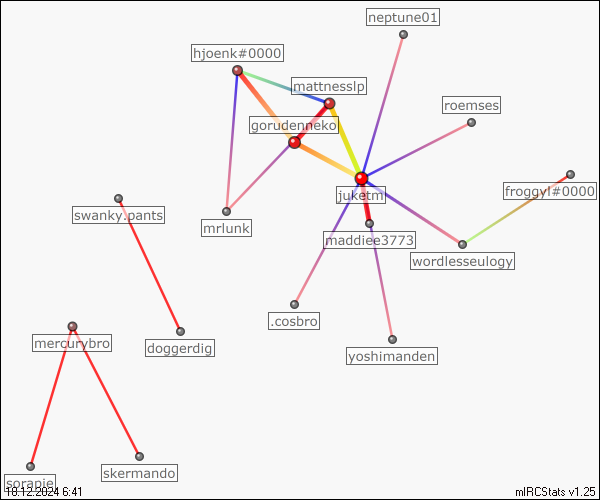 neptune01
hjoenk#0000
mattnesslp
roemses
gorudenneko
froggyl#0000
juketm
swanky.pants
mrlunk
maddiee3773
wordlesseulogy
.cosbro
mercurybro
doggerdig
yoshimanden
skermando
sorapie
10.12.2024 6:41
mIRCStats v1.25